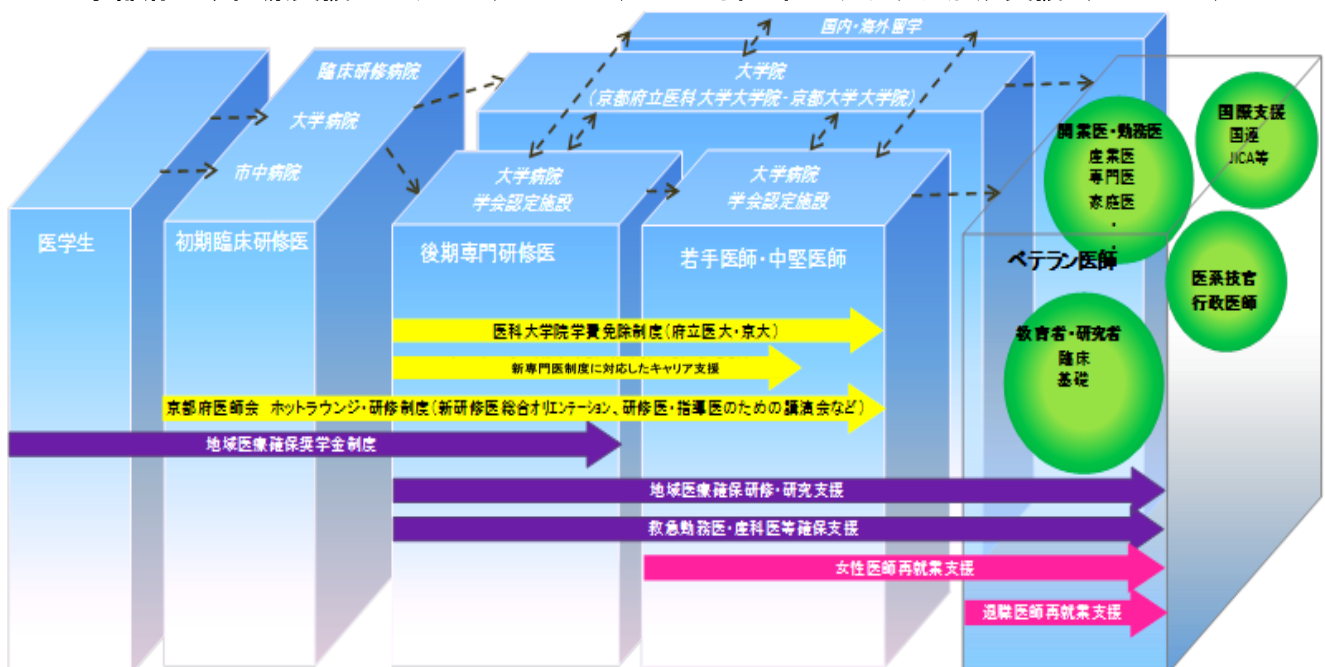 国内・海外留学
大学院
（京都府立医科大学大学院-京都大学大学院）
臨床研修病院
大学病院
市中病院
大学病院
学会認定施設
大学病院
学会認定施設
開業医・勤務医
産業医
専門医
家庭医
・
・
国際支援
国連
JICA等
医系技官
行政医師
医学生
初期臨床研修医
後期専門研修医
若手医師・中堅医師
ベテラン医師
教育者・研究者
臨床
基礎
医科大学院学費免除制度（府立医大・京大）
新専門医制度に対応したキャリア支援
京都府医師会　ホットラウンジ・研修制度（新研修医総合オリエンテーション、研修医・指導医のための講演会など）
地域医療確保奨学金制度
地域医療確保研修・研究支援
救急勤務医・産科医等確保支援
女性医師再就業支援
退職医師再就業支援